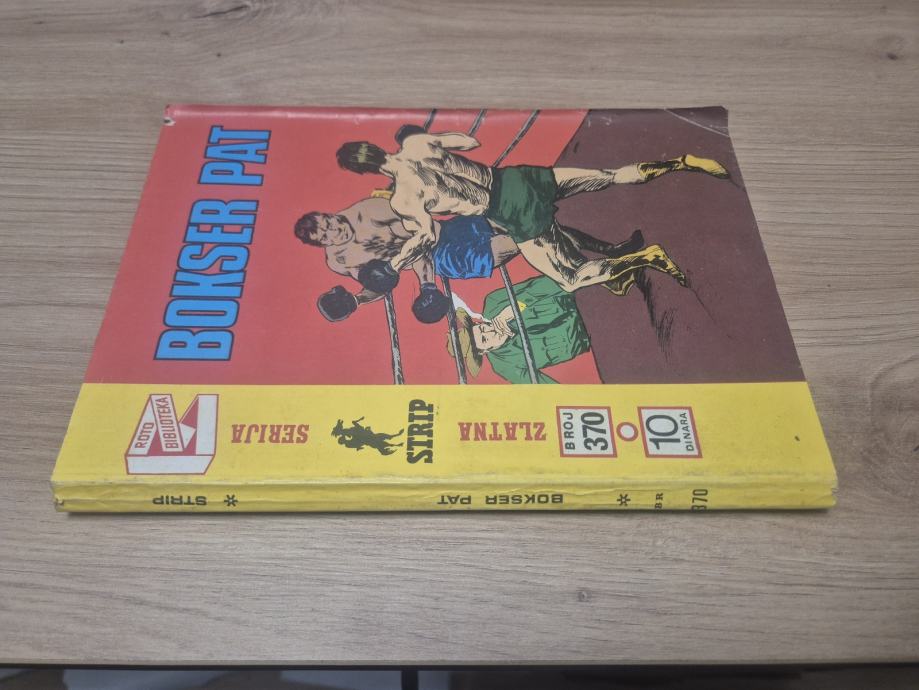 BOKSER PAT
ROTO
BIBLIOTEKA
SERIJA
STRIP
ZLATNA
BROJ
370
10
DINARA
STRIP * BOKSER PAT * BR 370